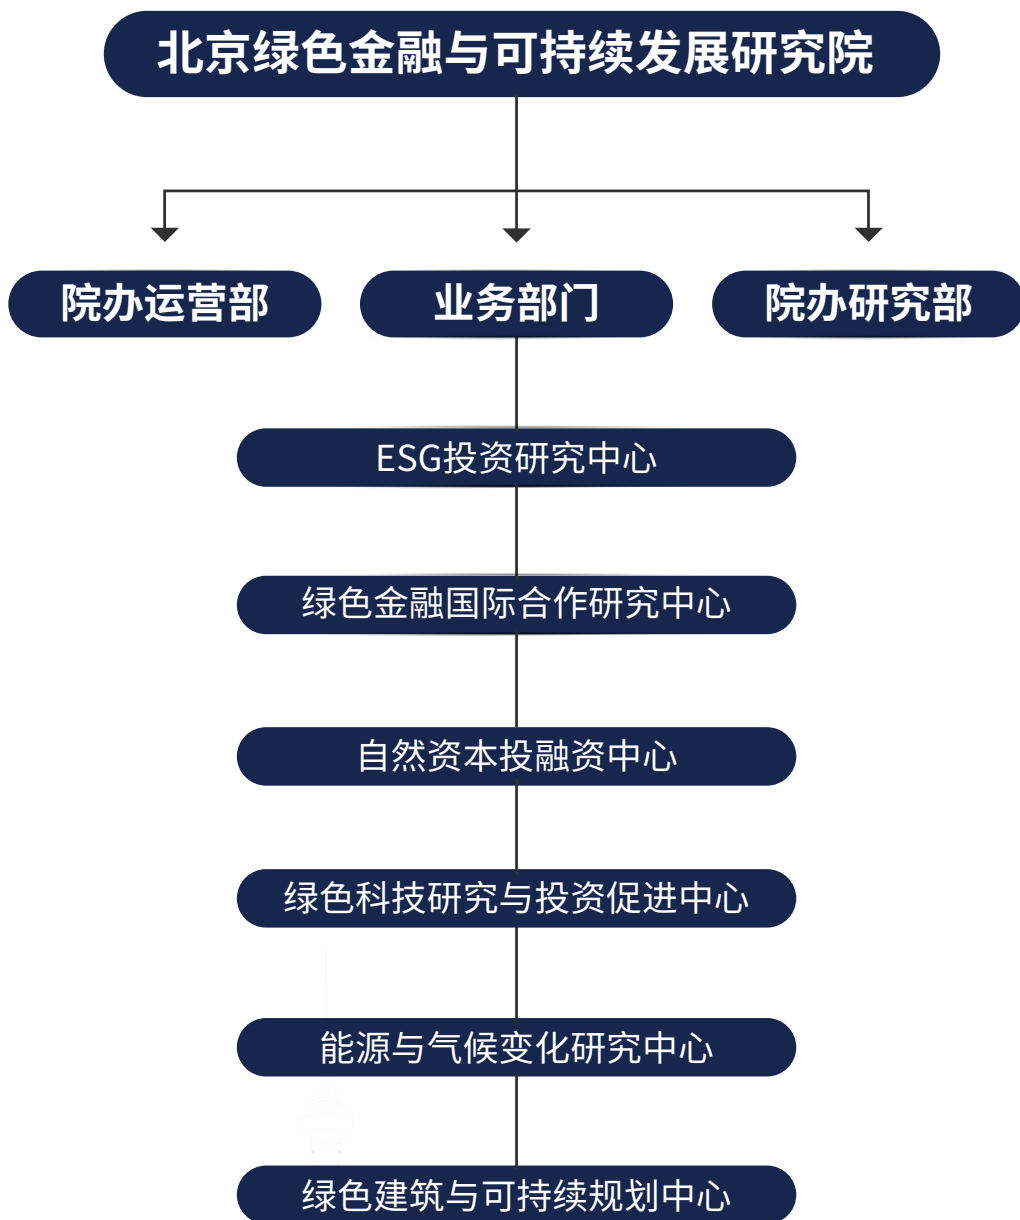 北京绿色金融与可持续发展研究院
院办运营部
业务部门
院办研究部
ESG投资研究中心
绿色金融国际合作研究中心
自然资本投融资中心
绿色科技研究与投资促进中心
能源与气候变化研究中心
绿色建筑与可持续规划中心